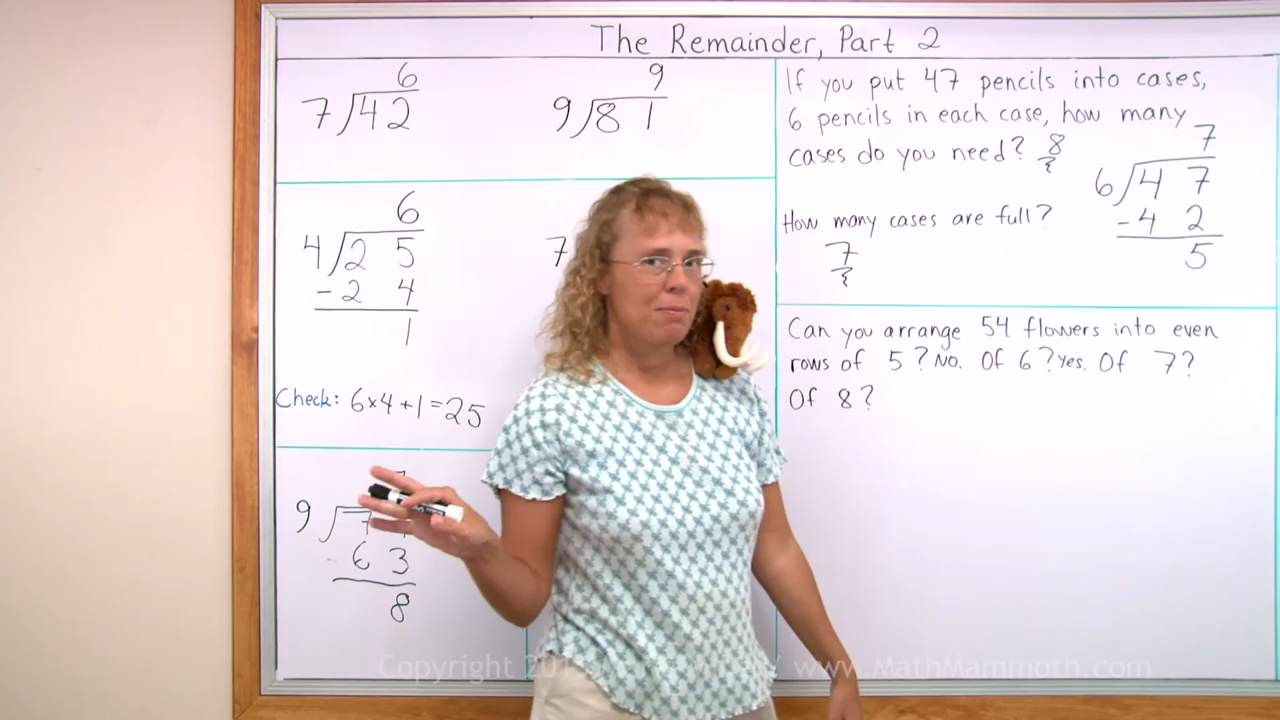 The Remainder, Part 2
6
7 42
9
9 81
6
4 25
- 24
1
Check: 6×4+1=25
7
9 7
- 63
8
If you put 47 pencils into cases,
6 pencils in each case, how many
cases do you need? 8
7
6 47
- 42
5
How many cases are full?
7
Can you arrange 54 flowers into even
rows of 5? No. Of 6? Yes. Of 7?
Of 8?
Copyright www.MathMammoth.com